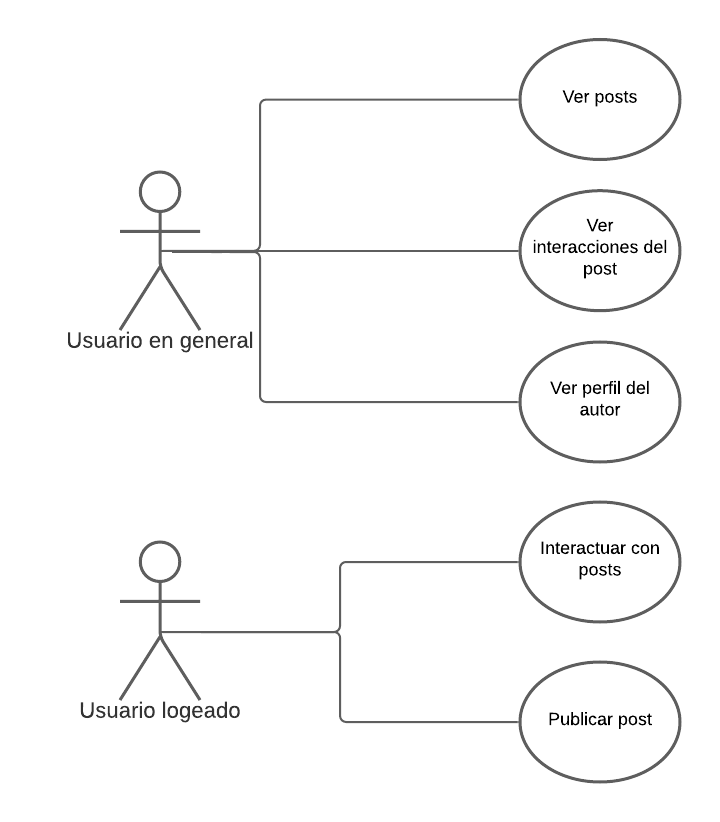 Ver posts
Ver
interacciones del
post
Usuario en general
Ver perfil del
autor
Interactuar con
posts
Usuario logeado
Publicar post